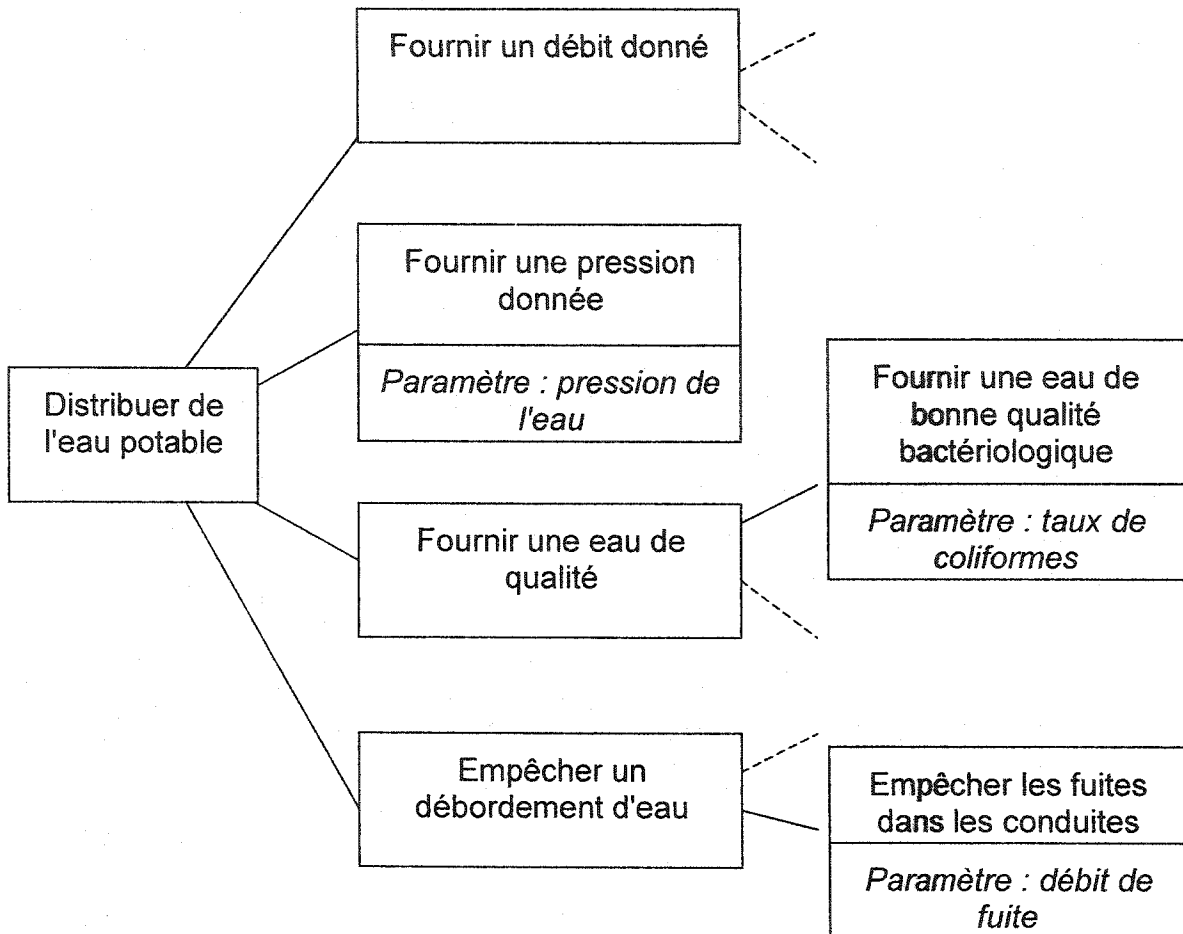 Fournir un débit donné
Fournir une pression
donnée
Paramètre : pression de
l'eau
Distribuer de
l'eau potable
Fournir une eau de
bonne qualité
bactériologique
Paramètre : taux de
coliformes
Fournir une eau de
qualité
Empêcher un
débordement d'eau
Empêcher les fuites
dans les conduites
Paramètre : débit de
fuite